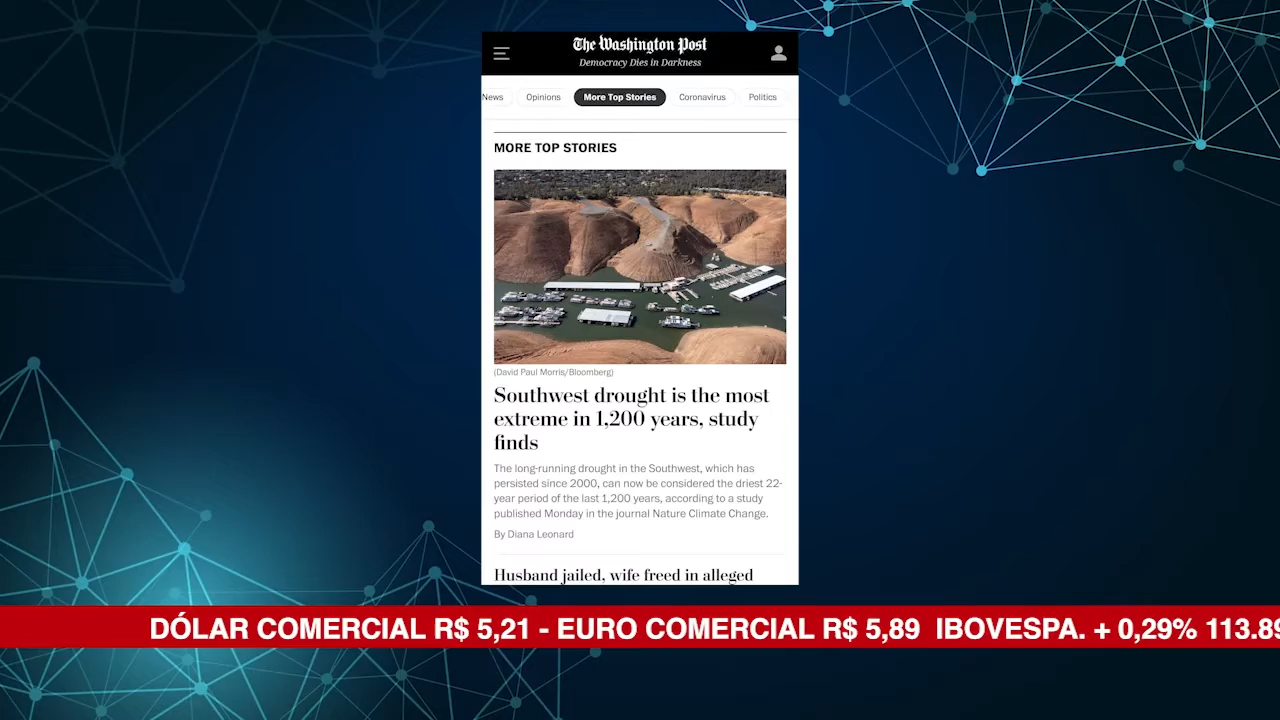 The Washington Post
Democracy Dies in Darkness
News Opinions More Top Stories Coronavirus Politics
MORE TOP STORIES
(David Paul Morris/Bloomberg)
Southwest drought is the most
extreme in 1,200 years, study
finds
The long-running drought in the Southwest, which has
persisted since 2000, can now be considered the driest 22-
year period of the last 1,200 years, according to a study
published Monday in the journal Nature Climate Change.
By Diana Leonard
Husband jailed, wife freed in alleged
DÓLAR COMERCIAL R$ 5,21 - EURO COMERCIAL R$ 5,89 IBOVESPA. + 0,29% 113.89